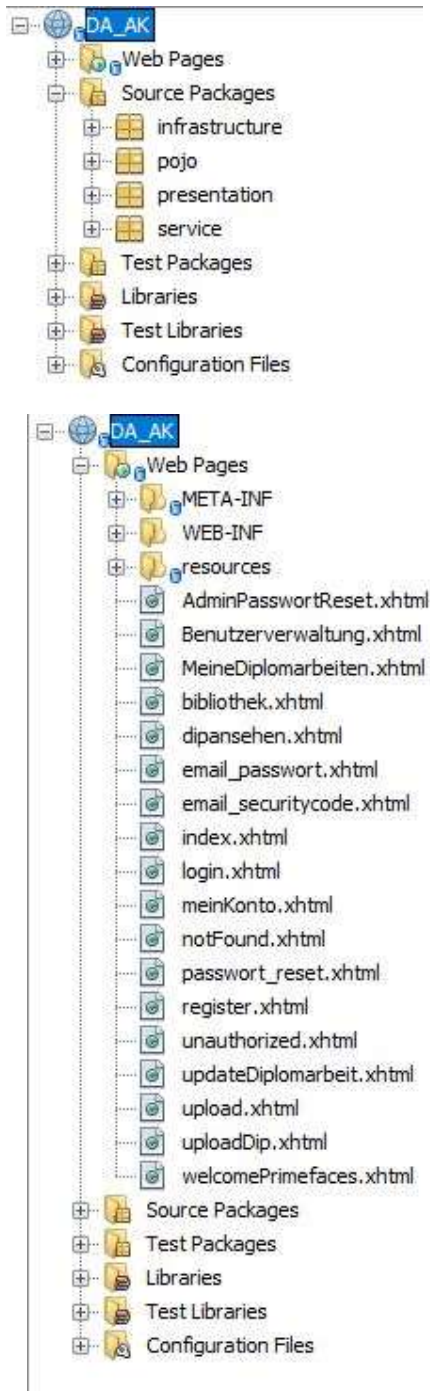 DA_AK
Web Pages
Source Packages
infrastructure
pojo
presentation
service
Test Packages
Libraries
Test Libraries
Configuration Files
DA_AK
Web Pages
META-INF
WEB-INF
resources
AdminPasswortReset.xhtml
Benutzerverwaltung.xhtml
MeineDiplomarbeiten.xhtml
bibliothek.xhtml
dipansehen.xhtml
email_passwort.xhtml
email_securitycode.xhtml
index.xhtml
login.xhtml
meinKonto.xhtml
notFound.xhtml
passwort_reset.xhtml
register.xhtml
unauthorized.xhtml
updateDiplomarbeit.xhtml
upload.xhtml
uploadDip.xhtml
welcomePrimefaces.xhtml
Source Packages
Test Packages
Libraries
Test Libraries
Configuration Files